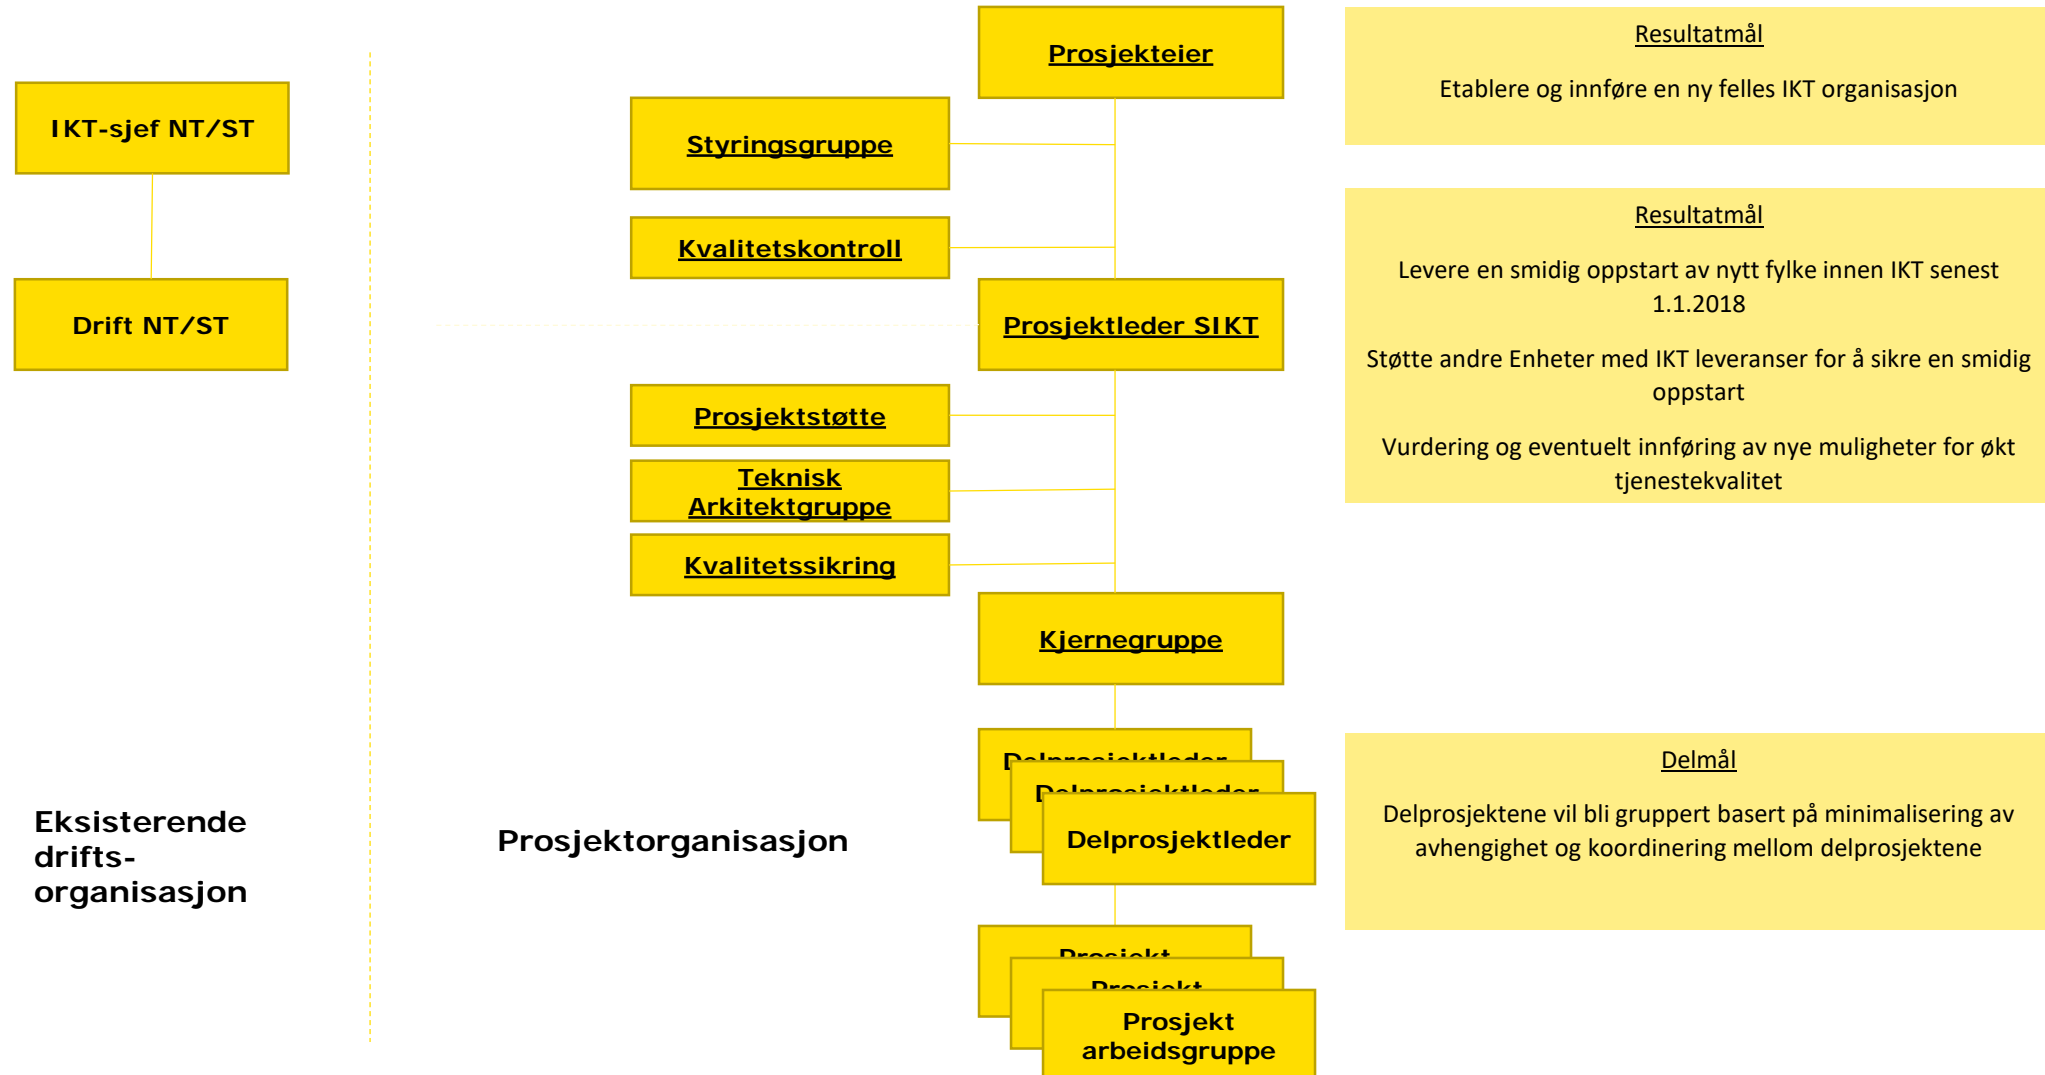 IKT-sjef NT/ST
Drift NT/ST
Eksisterende
drifts-
organisasjon
Prosjekteier
Styringsgruppe
Kvalitetskontroll
Prosjektleder SIKT
Prosjektstøtte
Teknisk
Arkitektgruppe
Kvalitetssikring
Kjernegruppe
Delprosjektleder
Delprosjektleder
Delprosjektleder
Prosjektorganisasjon
Prosjekt
Prosjekt
Prosjekt
arbeidsgruppe
Resultatmål
Etablere og innføre en ny felles IKT organisasjon
Resultatmål
Levere en smidig oppstart av nytt fylke innen IKT senest
1.1.2018
Støtte andre Enheter med IKT leveranser for å sikre en smidig
oppstart
Vurdering og eventuelt innføring av nye muligheter for økt
tjenestekvalitet
Delmål
Delprosjektene vil bli gruppert basert på minimalisering av
avhengighet og koordinering mellom delprosjektene